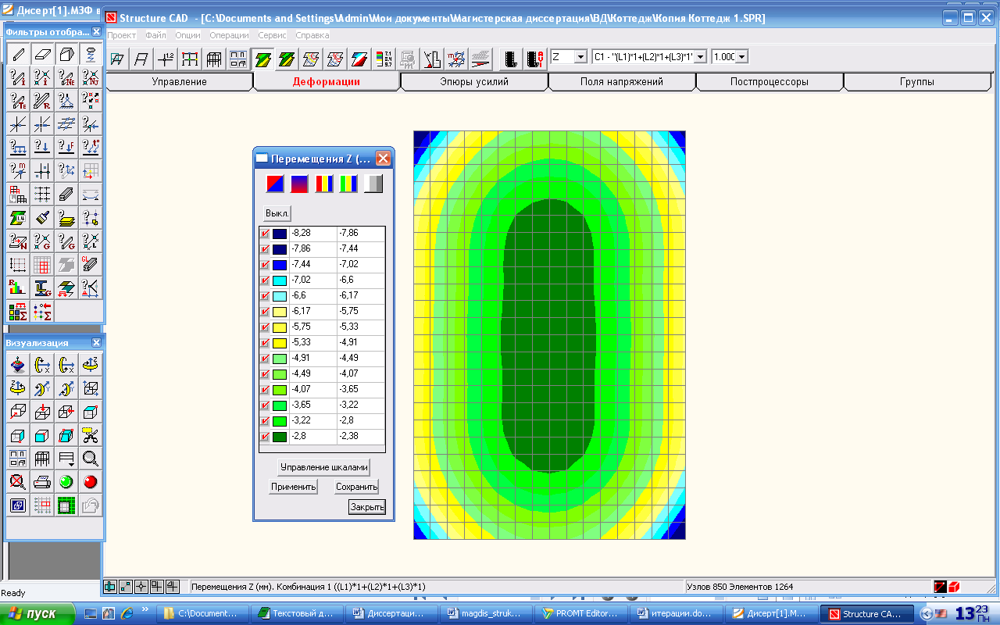 Дисерт[1].МЗФ в
Structure CAD - [C:\Documents and Settings\Admin\Мои документы\Магистерская диссертация\ВД\Коттедж\Копия Коттедж 1.SPR]
Фильтры отобра...
Проект Файл Опции Операции Сервис Справка
Z C1 - "(L1)*1+(L2)*1+(L3)*1" 1.00
Управление Деформации Эпюры усилий Поля напряжений Постпроцессоры Группы
Перемещения Z (...
Выкл.
-8,28 -7,86
-7,86 -7,44
-7,44 -7,02
-7,02 -6,6
-6,6 -6,17
-6,17 -5,75
-5,75 -5,33
-5,33 -4,91
-4,91 -4,49
-4,49 -4,07
-4,07 -3,65
-3,65 -3,22
-3,22 -2,8
-2,8 -2,38
Управление шкалами
Применить Сохранить
Закрыть
Визуализация
Перемещения Z (мм). Комбинация 1 ((L1)*1+(L2)*1+(L3)*1)
Узлов 850 Элементов 1264
Ready
пуск
C:\Document...
Текстовый д...
Диссертаци...
magdis_struk...
PROMT Editor...
итерации.do...
Дисерт[1].М...
Structure CA...
13 23
Пн